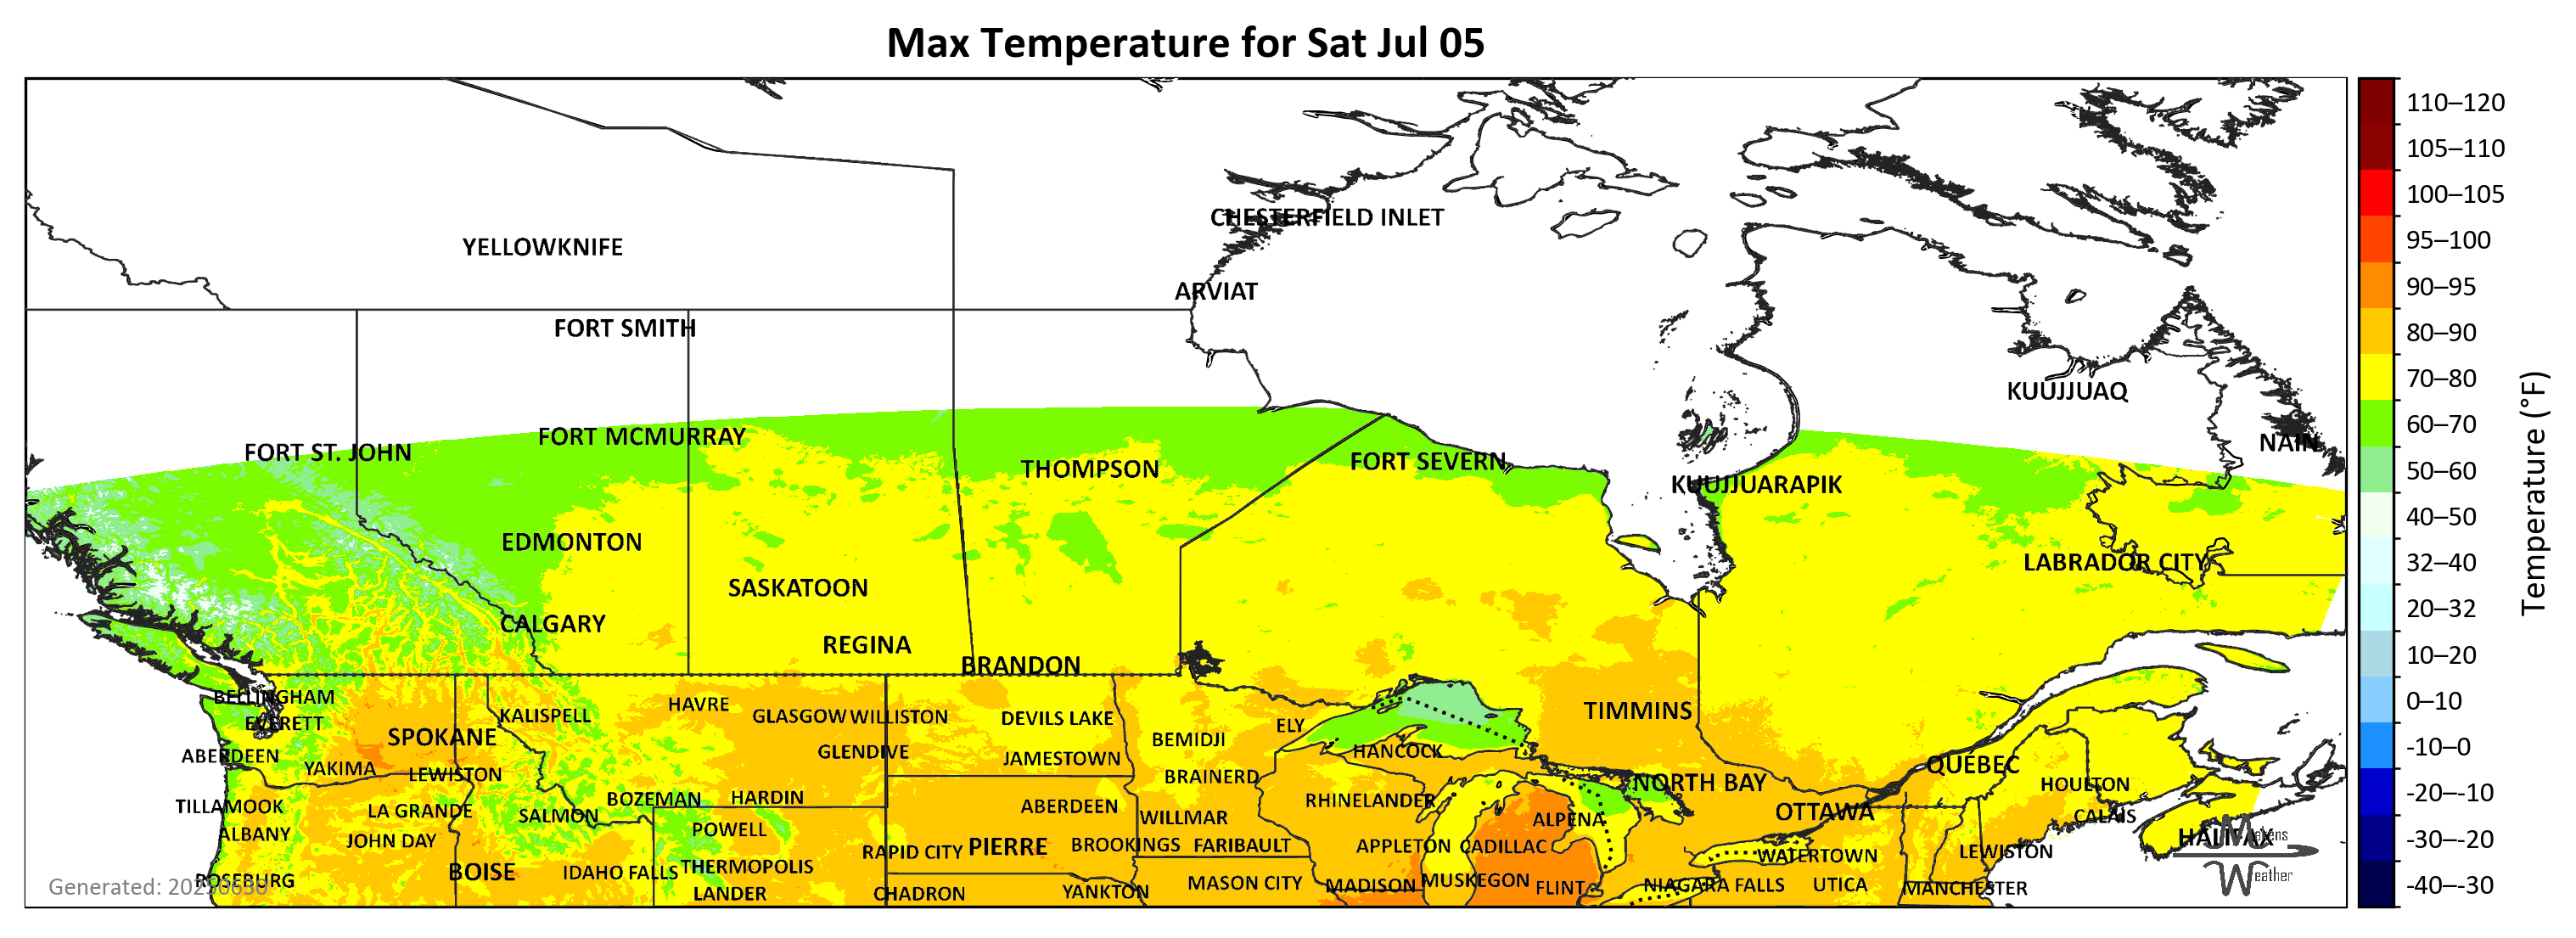 Max Temperature for Sat Jul 05
110–120
105–110
CHESTERFIELD INLET
100–105
YELLOWKNIFE
95–100
ARVIAT
90–95
FORT SMITH
80–90
KUUJJUAQ
70–80
FORT ST. JOHN
FORT MCMURRAY
NAIN
60–70
THOMPSON
FORT SEVERN
KUUJJUARAPIK
50–60
EDMONTON
40–50
LABRADOR CITY
32–40
Temperature (°F)
SASKATOON
CALGARY
20–32
REGINA
BRANDON
10–20
BELLINGHAM
HAVRE
0–10
EVERETT
KALISPELL
GLASGOW
WILLISTON
DEVILS LAKE
ELY
TIMMINS
SPOKANE
BEMIDJI
-10–0
ABERDEEN
GLENDIVE
JAMESTOWN
HANCOCK
YAKIMA
LEWISTON
BRAINERD
QUÉBEC
NORTH BAY
HOULTON
-20–-10
TILLAMOOK
LA GRANDE
SALMON
BOZEMAN
HARDIN
ABERDEEN
WILLMAR
RHINELANDER
ALPENA
OTTAWA
CALAIS
ALBANY
JOHN DAY
POWELL
RAPID CITY
PIERRE
BROOKINGS
FARIBAULT
APPLETON
CADILLAC
WATERTOWN
LEWISTON
HALIFAX
Makens
-30–-20
BOISE
IDAHO FALLS
THERMOPOLIS
Weather
ROSEBURG
LANDER
CHADRON
YANKTON
MASON CITY
MADISON
MUSKEGON
FLINT
NIAGARA FALLS
UTICA
MANCHESTER
-40–-30
Generated: 20250630